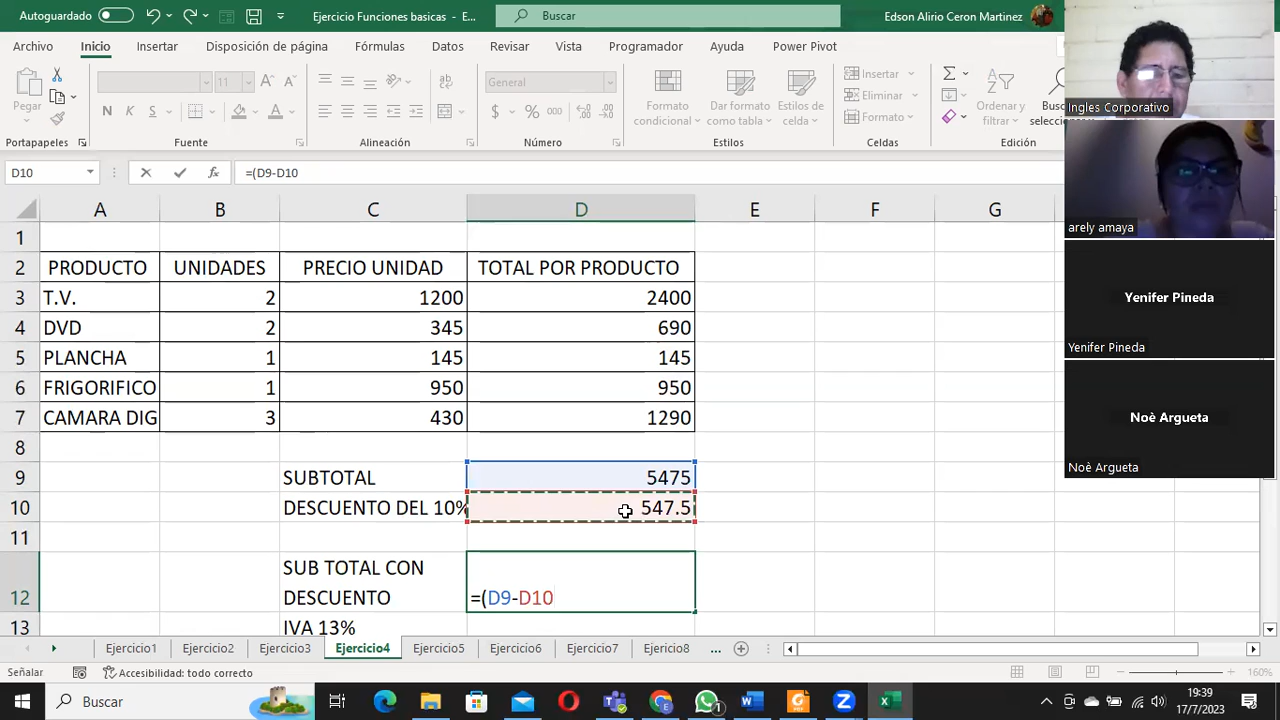 Autoguardado
Ejercicio Funciones basicas - E...
Buscar
Edson Alirio Ceron Martinez
Archivo Inicio Insertar Disposición de página Fórmulas Datos Revisar Vista Programador Ayuda Power Pivot
Pegar
Portapapeles
11
N K S
Fuente
Alineación
General
$ % 000
Número
Formato condicional
Dar formato como tabla
Estilos de celda
Estilos
Insertar
Eliminar
Formato
Celdas
Ordenar y filtrar
Edición
D10 fx =(D9-D10
A B C D E F G
1
2 PRODUCTO UNIDADES PRECIO UNIDAD TOTAL POR PRODUCTO
3 T.V. 2 1200 2400
4 DVD 2 345 690
5 PLANCHA 1 145 145
6 FRIGORIFICO 1 950 950
7 CAMARA DIG 3 430 1290
8
9 SUBTOTAL 5475
10 DESCUENTO DEL 10% 547.5
11
SUB TOTAL CON
12 DESCUENTO =(D9-D10
13 IVA 13%
Ejercicio1 Ejercicio2 Ejercicio3 Ejercicio4 Ejercicio5 Ejercicio6 Ejercicio7 Ejercicio8 ...
Señalar Accesibilidad: todo correcto 160%
Buscar
19:39
17/7/2023
Ingles Corporativo
arely amaya
Yenifer Pineda
Yenifer Pineda
Noè Argueta
Noè Argueta